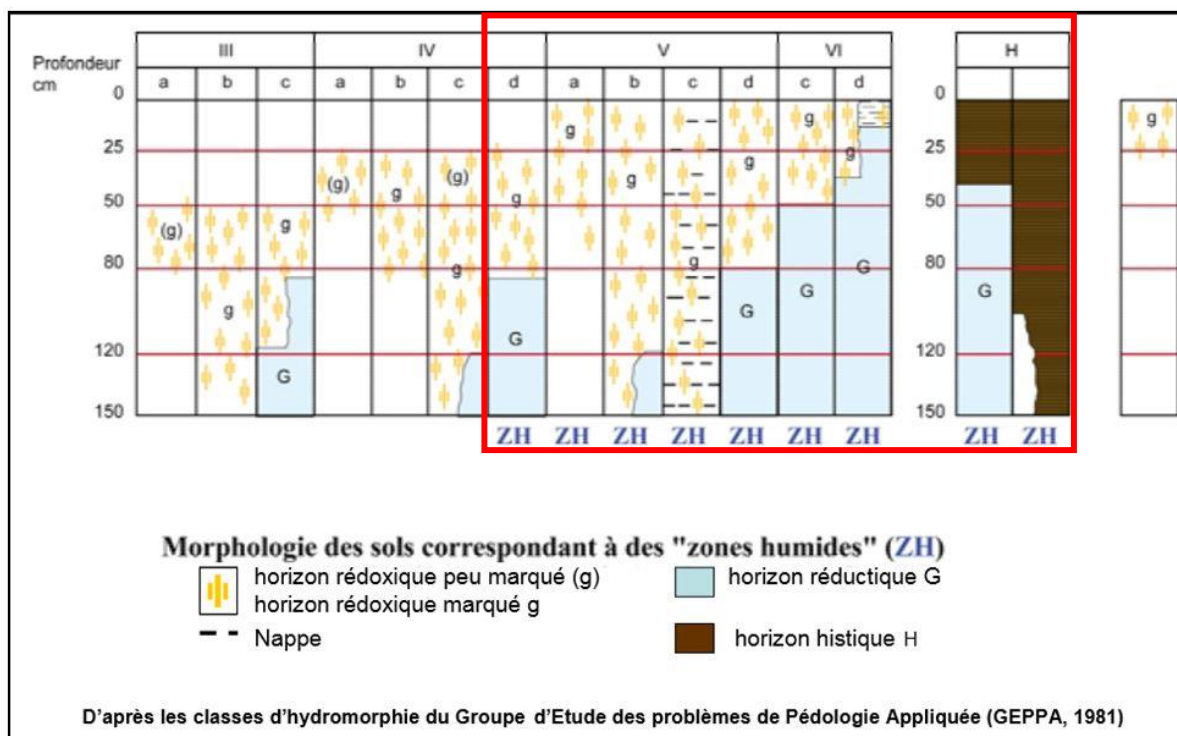 III IV V VI H
Profondeur
cm
a b c a b c d a b c d c d
0 0
g g g g
25 25
(g) g (g) g g g g
50 50
(g) g g g
80 g 80
g G G G G G
120 120
G
150 150
ZH ZH ZH ZH ZH ZH ZH ZH ZH
Morphologie des sols correspondant à des "zones humides" (ZH)
horizon rédoxique peu marqué (g)
horizon réductique G
horizon rédoxique marqué g
Nappe
horizon histique H
D'après les classes d'hydromorphie du Groupe d'Etude des problèmes de Pédologie Appliquée (GEPPA, 1981)